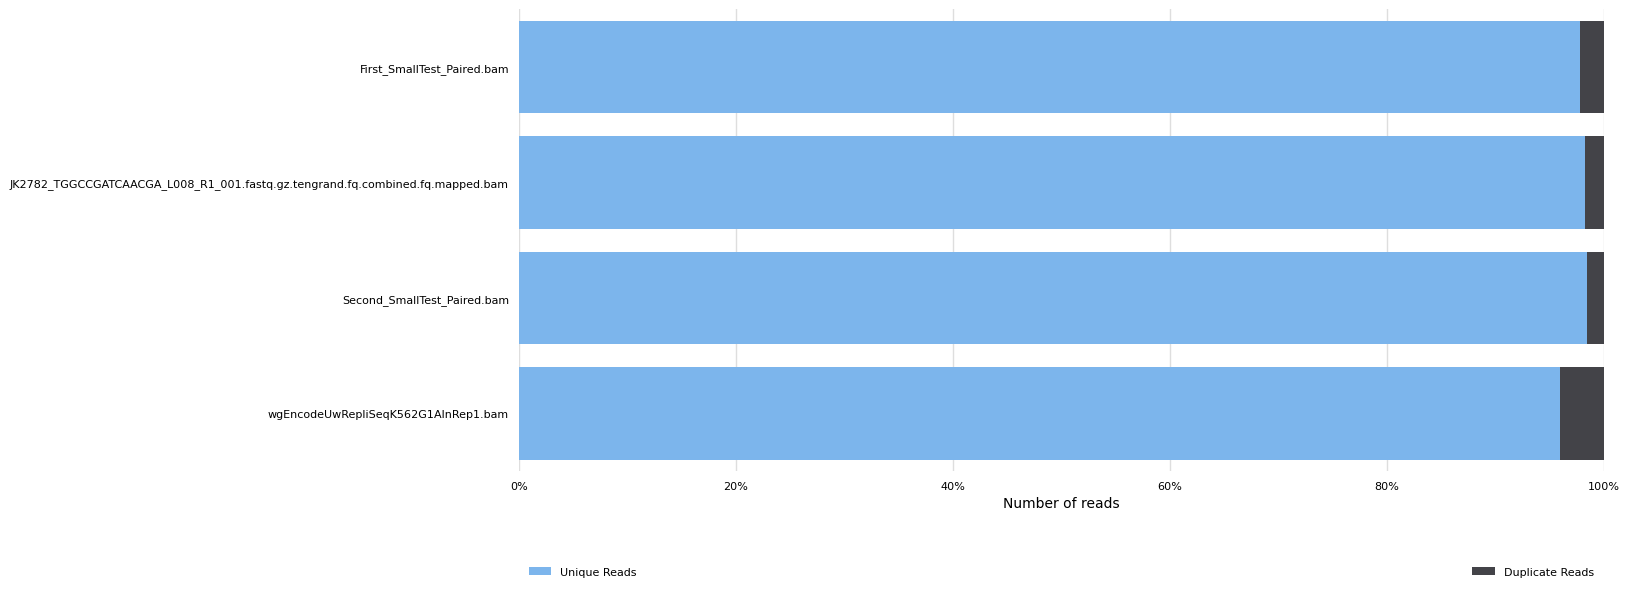 First_SmallTest_Paired.bam
JK2782_TGGCCGATCAACGA_L008_R1_001.fastq.gz.tengrand.fq.combined.fq.mapped.bam
Second_SmallTest_Paired.bam
wgEncodeUwRepliSeqK562G1AlnRep1.bam
0% 20% 40% 60% 80% 100%
Number of reads
Unique Reads Duplicate Reads